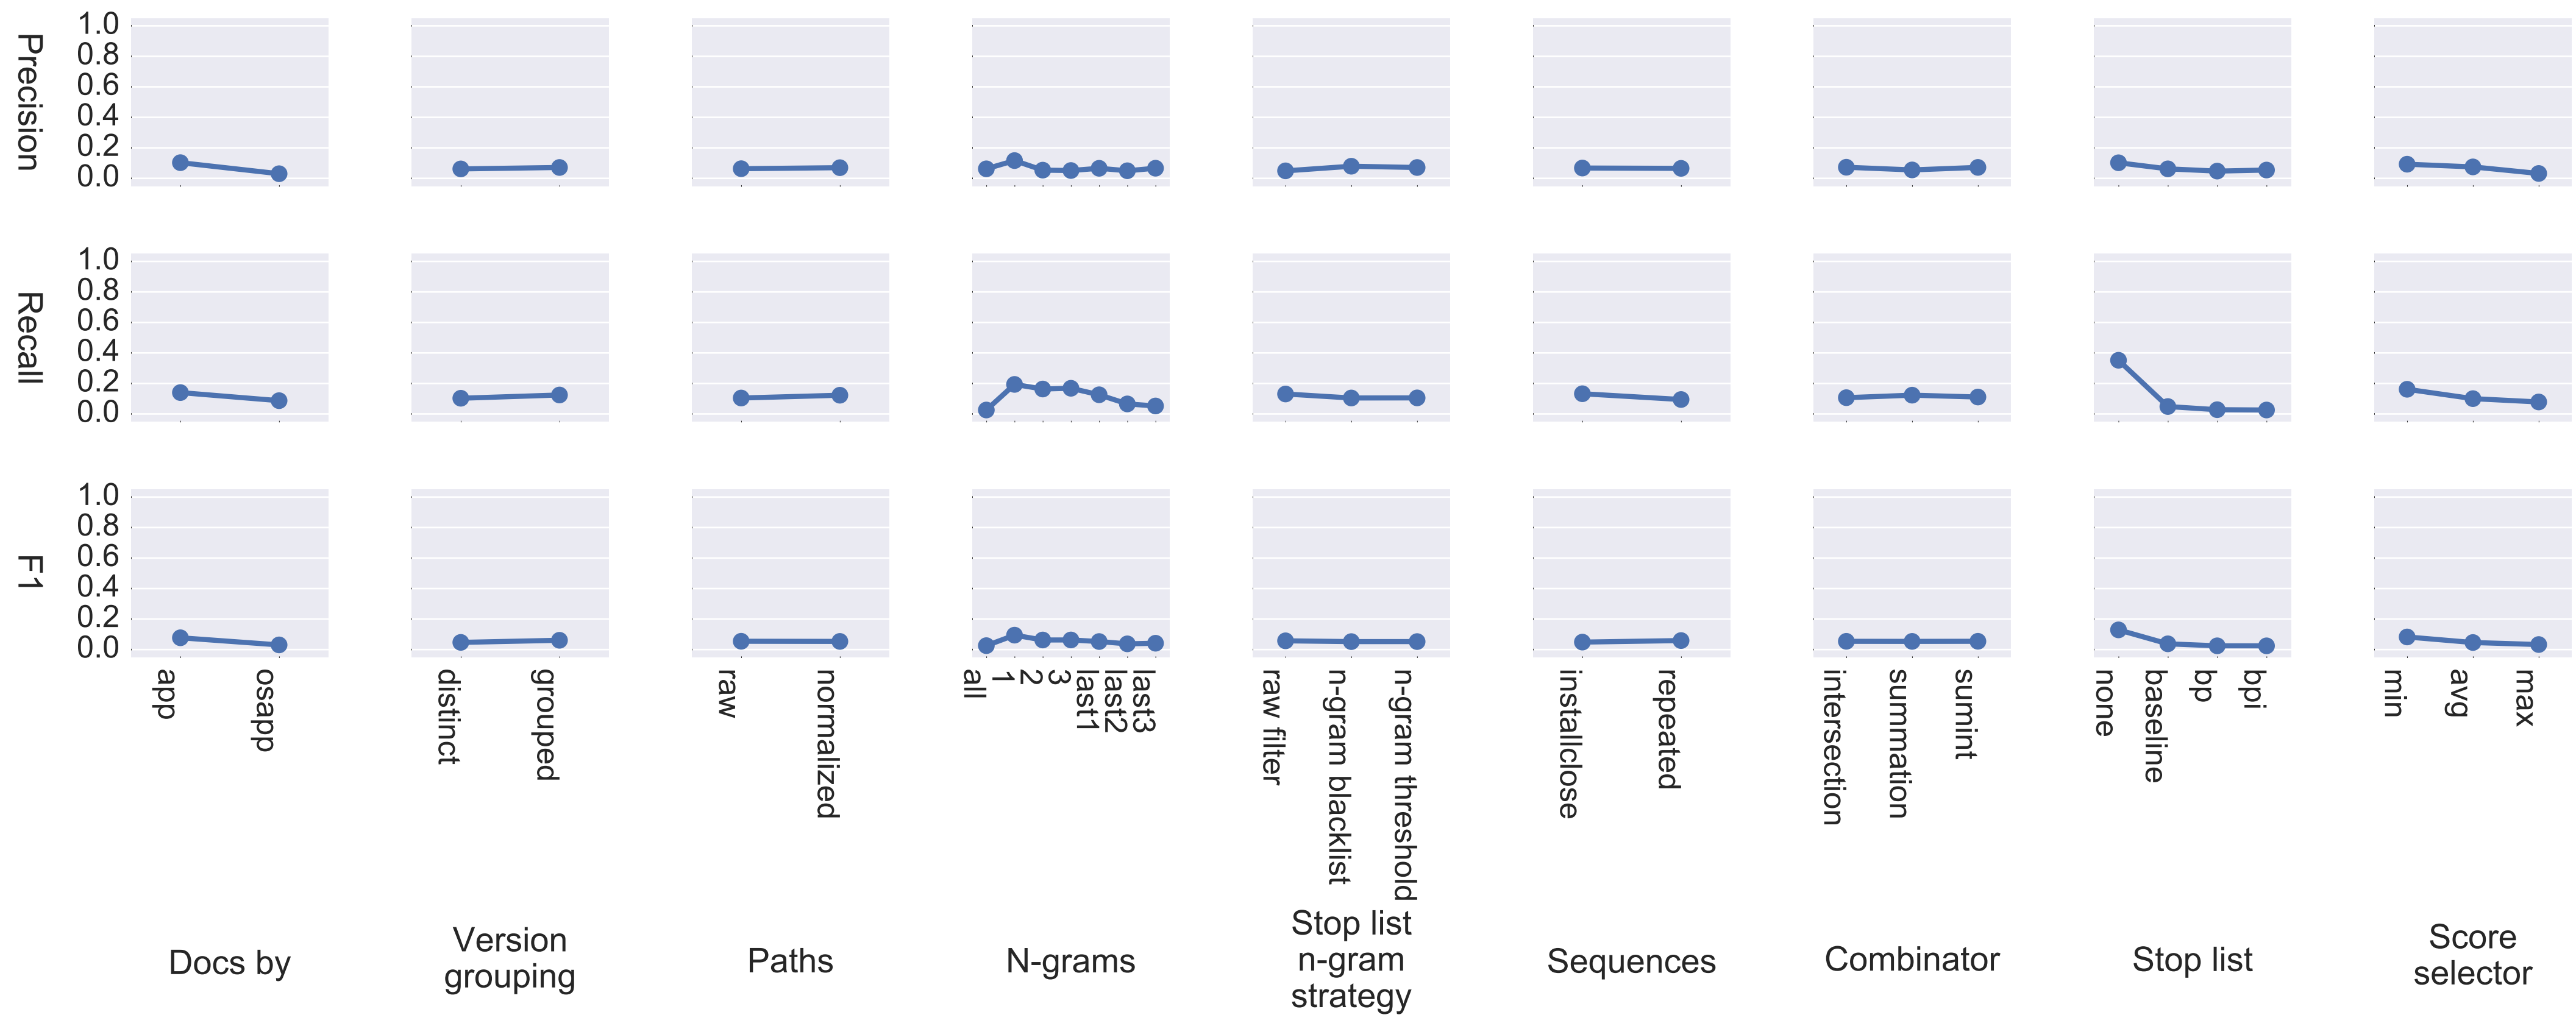 Precision
1.0
0.8
0.6
0.4
0.2
0.0
Recall
1.0
0.8
0.6
0.4
0.2
0.0
F1
1.0
0.8
0.6
0.4
0.2
0.0
app
osapp
distinct
grouped
raw
normalized
all
1
2
3
last1
last2
last3
raw filter
n-gram blacklist
n-gram threshold
installclose
repeated
intersection
summation
sumint
none
baseline
bp
bpi
min
avg
max
Docs by
Version
grouping
Paths
N-grams
Stop list
n-gram
strategy
Sequences
Combinator
Stop list
Score
selector